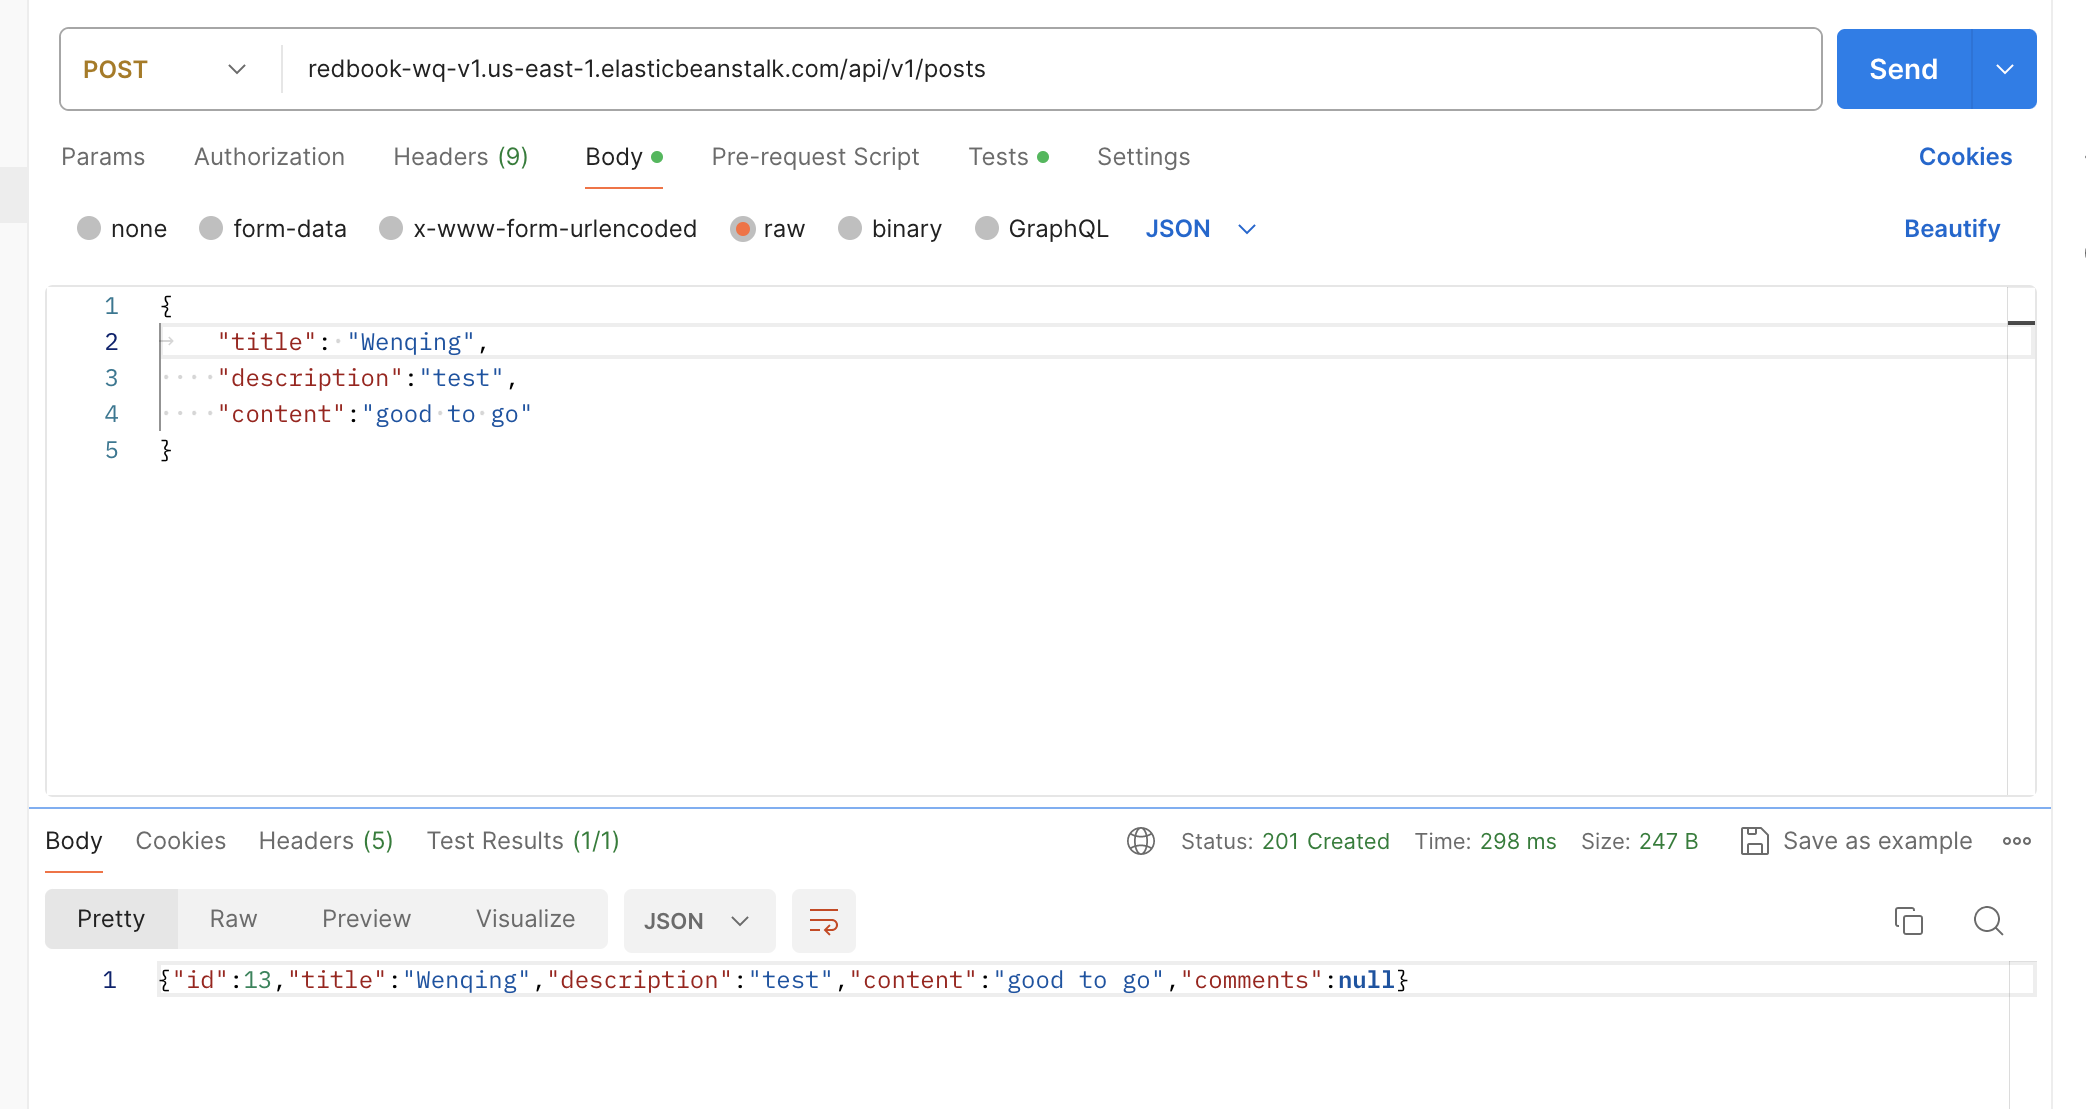 POST redbook-wq-v1.us-east-1.elasticbeanstalk.com/api/v1/posts Send
Params Authorization Headers (9) Body Pre-request Script Tests Settings Cookies
none form-data x-www-form-urlencoded raw binary GraphQL JSON Beautify
1 {
2 "title": "Wenqing",
3 "description":"test",
4 "content":"good to go"
5 }
Body Cookies Headers (5) Test Results (1/1) Status: 201 Created Time: 298 ms Size: 247 B Save as example
Pretty Raw Preview Visualize JSON
1 {"id":13,"title":"Wenqing","description":"test","content":"good to go","comments":null}